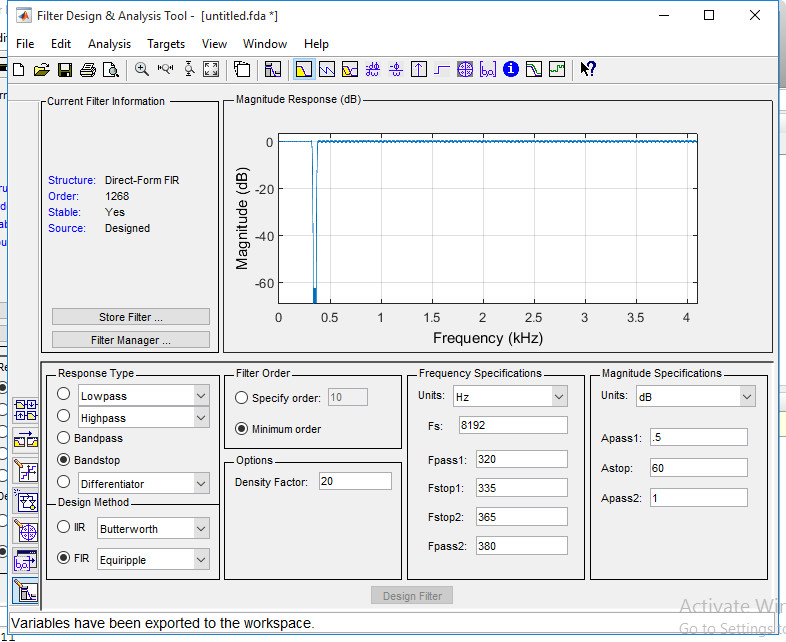 Filter Design & Analysis Tool - [untitled.fda *]
File Edit Analysis Targets View Window Help
Current Filter Information
Structure: Direct-Form FIR
Order: 1268
Stable: Yes
Source: Designed
Store Filter ...
Filter Manager ...
Magnitude Response (dB)
Magnitude (dB)
0
-20
-40
-60
0 0.5 1 1.5 2 2.5 3 3.5 4
Frequency (kHz)
Response Type
Lowpass
Highpass
Bandpass
Bandstop
Differentiator
Design Method
IIR Butterworth
FIR Equiripple
Filter Order
Specify order: 10
Minimum order
Options
Density Factor: 20
Frequency Specifications
Units: Hz
Fs: 8192
Fpass1: 320
Fstop1: 335
Fstop2: 365
Fpass2: 380
Magnitude Specifications
Units: dB
Apass1: .5
Astop: 60
Apass2: 1
Design Filter
Variables have been exported to the workspace.
Activate Win
Go to Settings
11